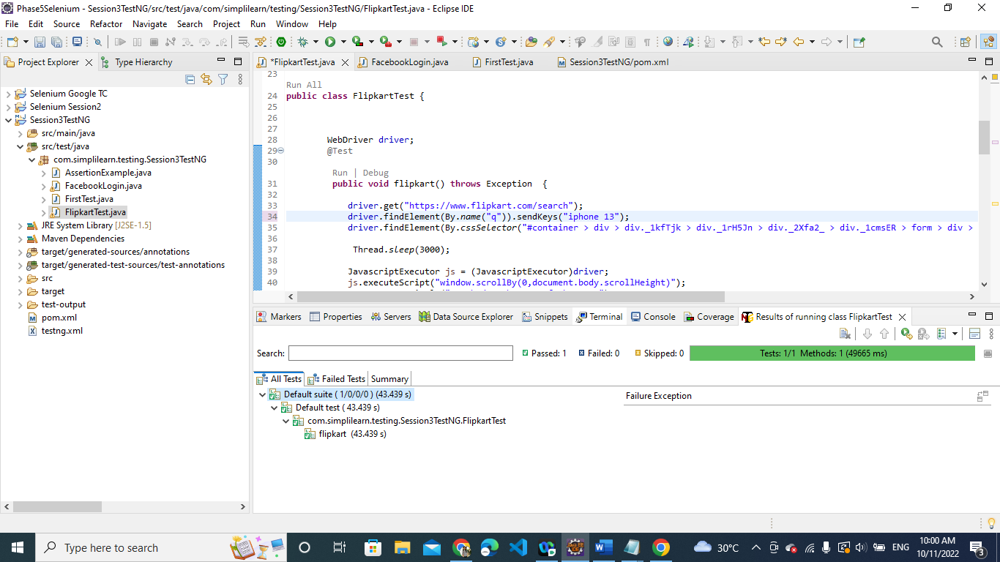 Phase5Selenium - Session3TestNG/src/test/java/com/simplilearn/testing/Session3TestNG/FlipkartTest.java - Eclipse IDE
File Edit Source Refactor Navigate Search Project Run Window Help
Project Explorer Type Hierarchy
Selenium Google TC
Selenium Session2
Session3TestNG
src/main/java
src/test/java
com.simplilearn.testing.Session3TestNG
AssertionExample.java
FacebookLogin.java
FirstTest.java
FlipkartTest.java
JRE System Library [J2SE-1.5]
Maven Dependencies
target/generated-sources/annotations
target/generated-test-sources/test-annotations
src
target
test-output
pom.xml
testng.xml
*FlipkartTest.java FacebookLogin.java FirstTest.java Session3TestNG/pom.xml
23
Run All
24 public class FlipkartTest {
25
26
27
28 WebDriver driver;
29 @Test
30
Run | Debug
31 public void flipkart() throws Exception {
32
33 driver.get("https://www.flipkart.com/search");
34 driver.findElement(By.name("q")).sendKeys("iphone 13");
35 driver.findElement(By.cssSelector("#container > div > div._1kfTjk > div._1rH5Jn > div._2Xfa2_ > div._1cmsER > form > div >
36
37 Thread.sleep(3000);
38
39 JavascriptExecutor js = (JavascriptExecutor)driver;
40 js.executeScript("window.scrollBy(0,document.body.scrollHeight)");
Markers Properties Servers Data Source Explorer Snippets Terminal Console Coverage Results of running class FlipkartTest
Search: Passed: 1 Failed: 0 Skipped: 0 Tests: 1/1 Methods: 1 (49665 ms)
All Tests Failed Tests Summary
Default suite ( 1/0/0/0 ) (43.439 s)
Default test ( 43.439 s)
com.simplilearn.testing.Session3TestNG.FlipkartTest
flipkart (43.439 s)
Failure Exception
Type here to search
30°C
ENG
10:00 AM
10/11/2022
3